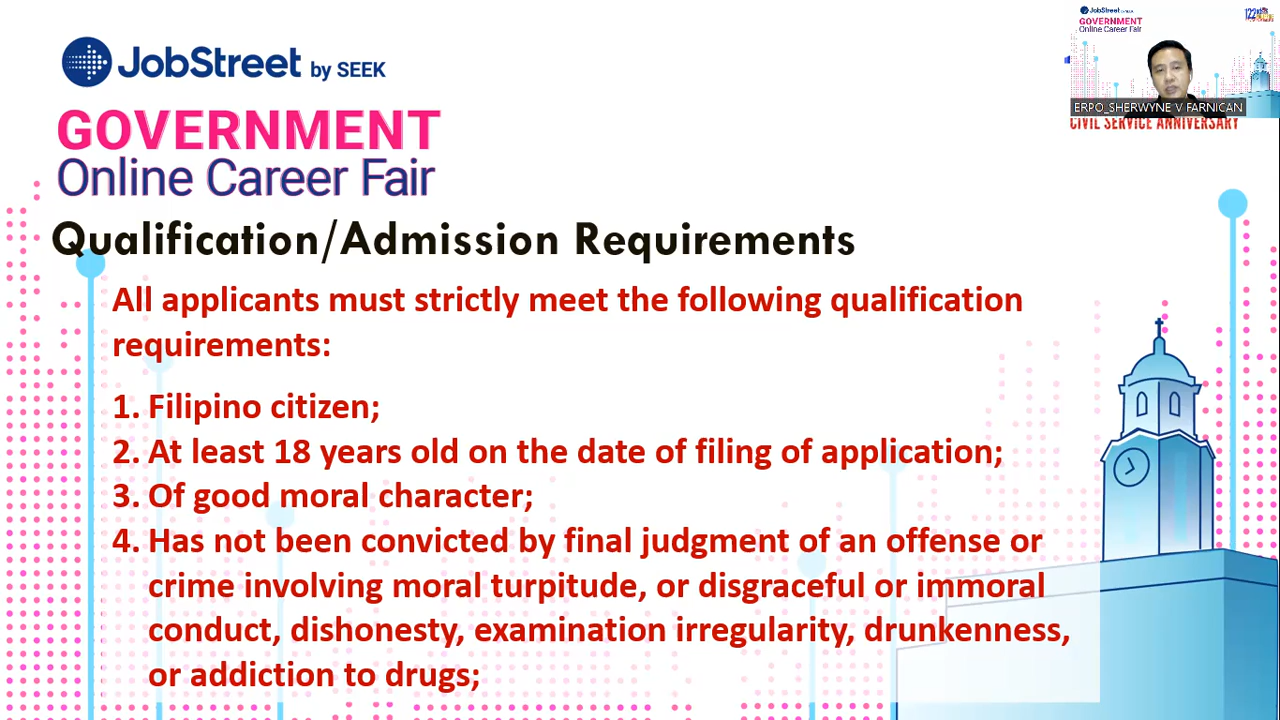 JobStreet by SEEK
GOVERNMENT
Online Career Fair
JobStreet by SEEK
GOVERNMENT
Online Career Fair
122
ERPO_SHERWYNE V FARNICAN
CIVIL SERVICE ANNIVERSARY
Qualification/Admission Requirements
All applicants must strictly meet the following qualification
requirements:
1. Filipino citizen;
2. At least 18 years old on the date of filing of application;
3. Of good moral character;
4. Has not been convicted by final judgment of an offense or
crime involving moral turpitude, or disgraceful or immoral
conduct, dishonesty, examination irregularity, drunkenness,
or addiction to drugs;